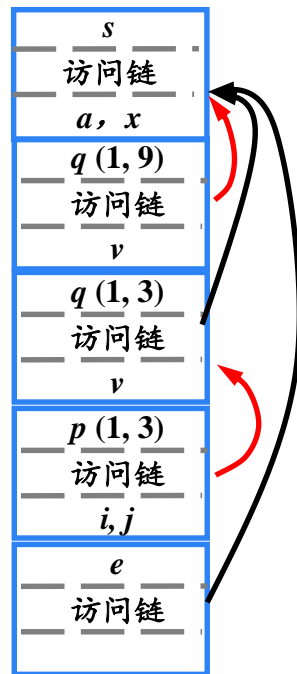 s
访问链
a，x
q (1, 9)
访问链
v
q (1, 3)
访问链
v
p (1, 3)
访问链
i, j
e
访问链